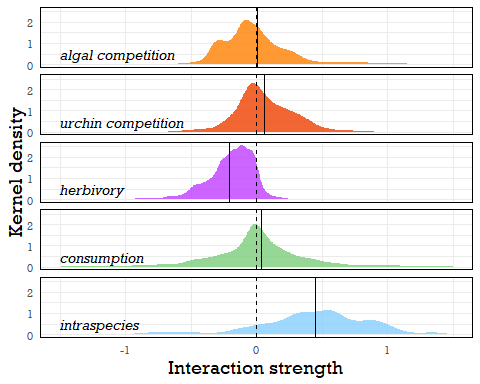 Kernel density
2
1
0
algal competition
2
1
0
urchin competition
2
1
0
herbivory
2
1
0
consumption
2
1
0
intraspecies
-1 0 1
Interaction strength